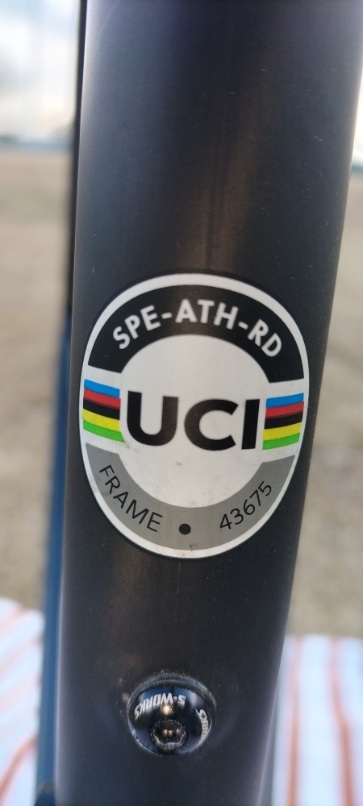 SPE-ATH-RD
UCI
FRAME • 43675
S-WORKS